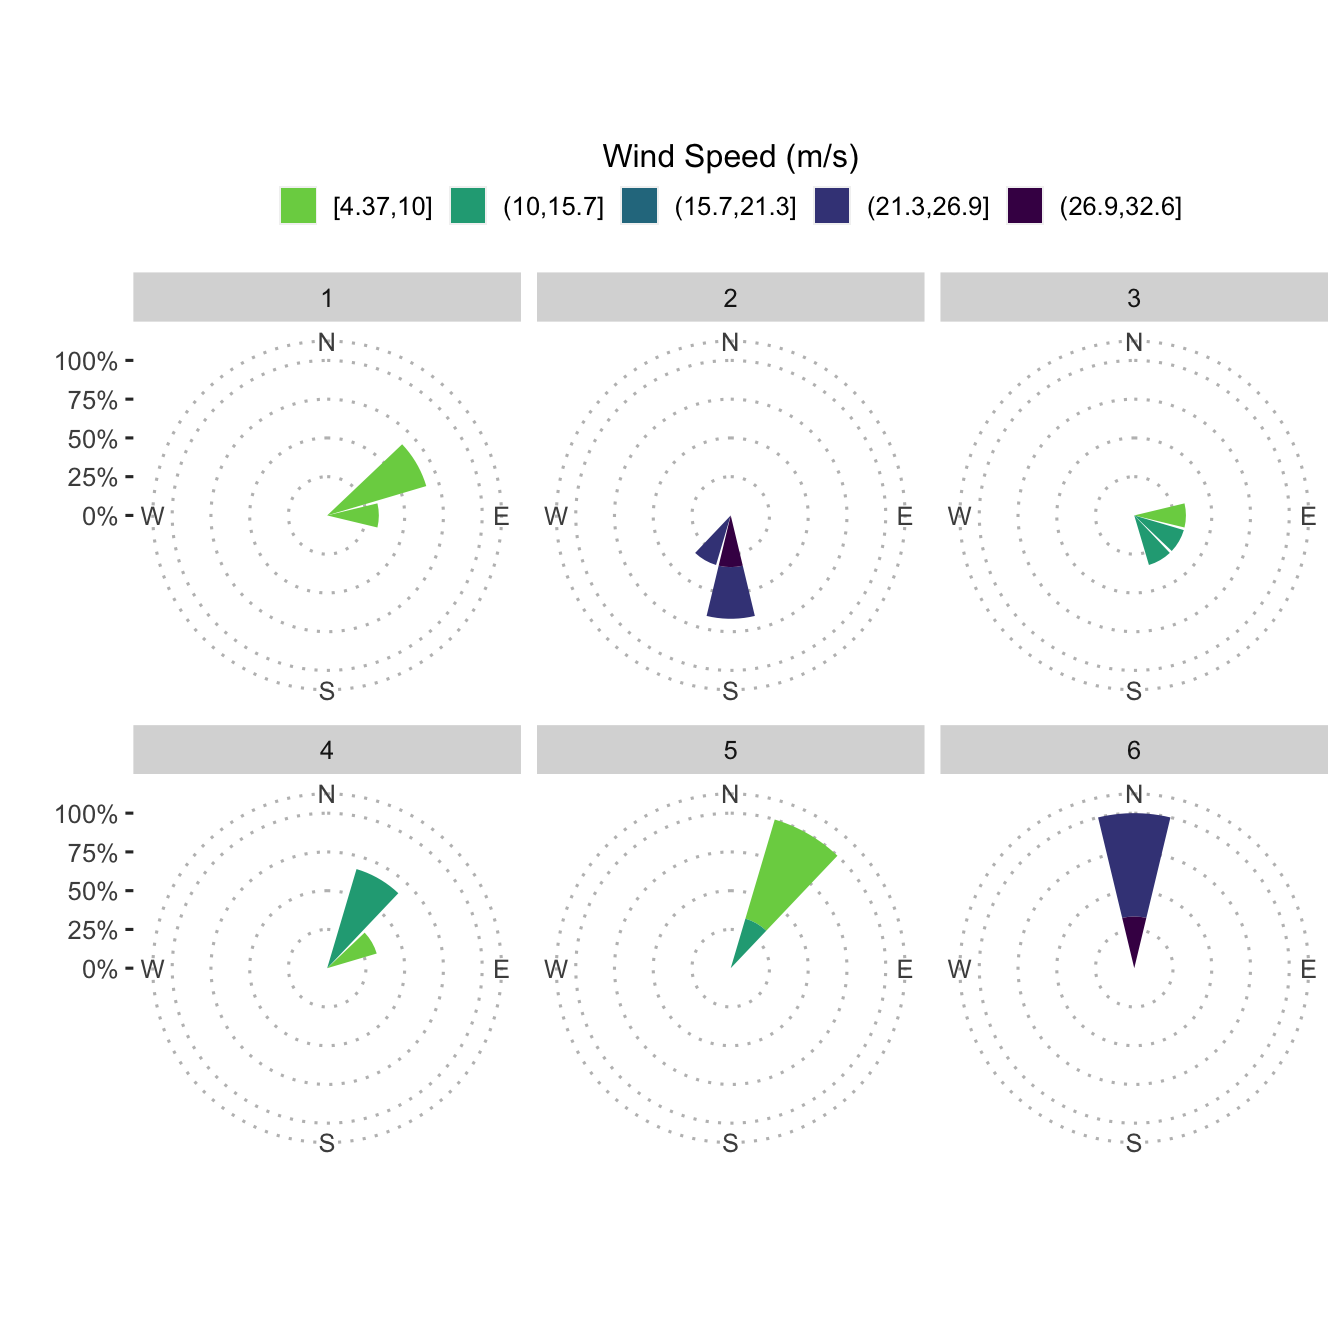 Wind Speed (m/s)
[4.37,10] (10,15.7] (15.7,21.3] (21.3,26.9] (26.9,32.6]
1 2 3
N N N
100%
75%
50%
25%
0% W E W E W E
S S S
4 5 6
N N N
100%
75%
50%
25%
0% W E W E W E
S S S